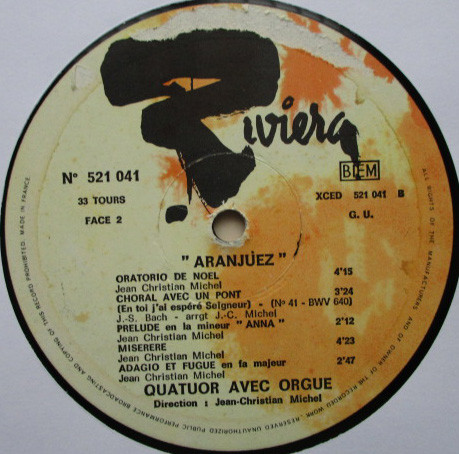 Riviera
N° 521 041
33 TOURS
FACE 2
BIEM
XCED 521 041 B
G. U.
" ARANJUEZ "
ORATORIO DE NOEL 4'15
Jean Christian Michel
CHORAL AVEC UN PONT 3'24
(En toi j'ai espéré Seigneur) - (N° 41 - BWV 640)
J.-S. Bach - arrgt J.-C. Michel
PRELUDE en la mineur " ANNA " 2'12
Jean Christian Michel
MISERERE 4'23
Jean Christian Michel
ADAGIO ET FUGUE en fa majeur 2'47
Jean Christian Michel
QUATUOR AVEC ORGUE
Direction : Jean-Christian Michel
ALL RIGHTS OF THE MANUFACTURERS AND OF THE OWNER OF THE RECORDED WORK RESERVED UNAUTHORIZED PUBLIC PERFORMANCE BROADCASTING AND COPYING OF THIS RECORD PROHIBITED. MADE IN FRANCE